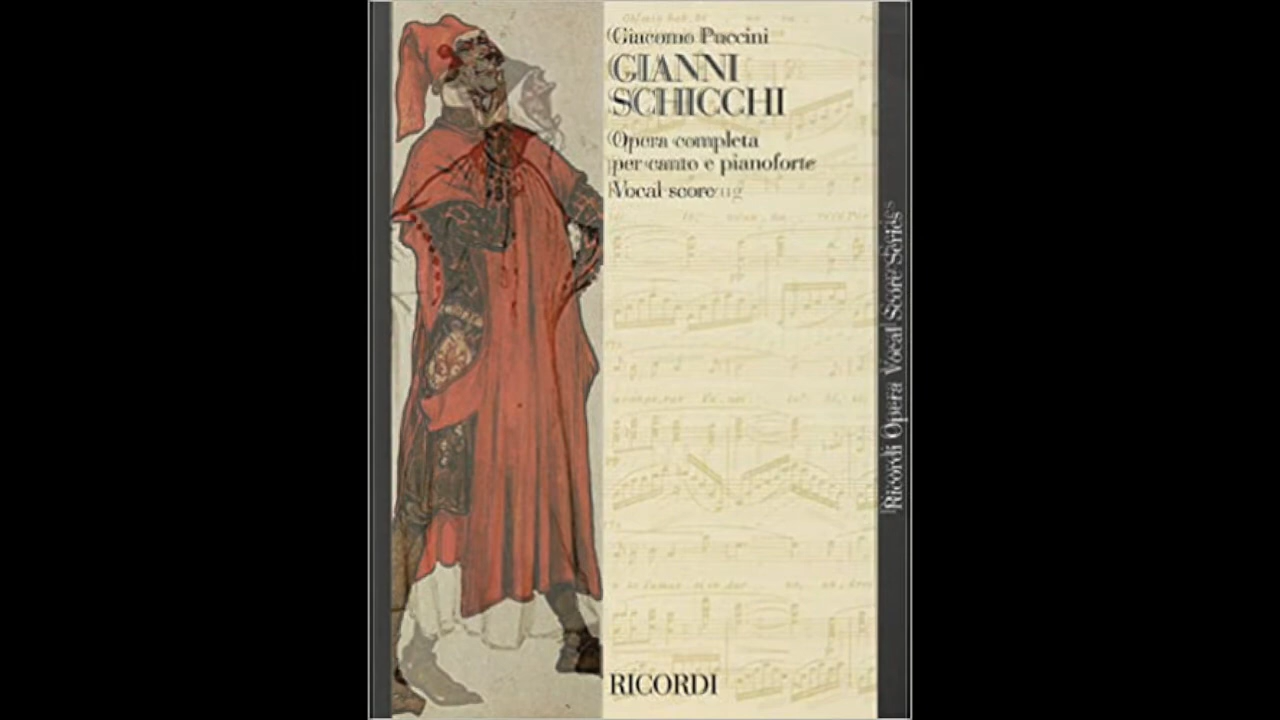 Giacomo Puccini
GIANNI
SCHICCHI
Opera completa
per canto e pianoforte
Vocal score
RICORDI
Ricordi Opera Vocal Score Series